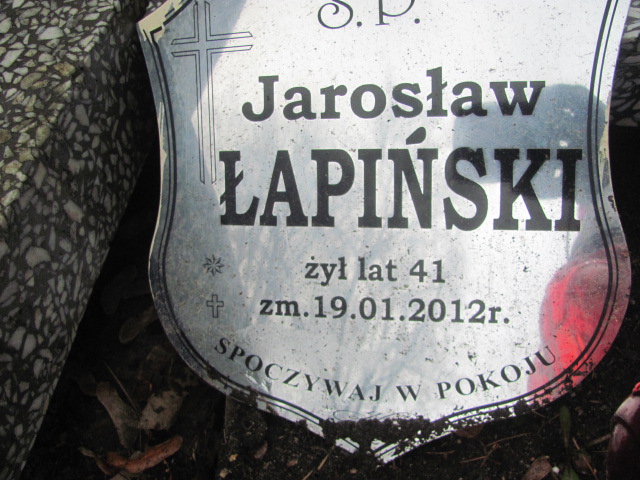 Ś.P.
Jarosław
ŁAPIŃSKI
żył lat 41
zm.19.01.2012r.
SPOCZYWAJ W POKOJU